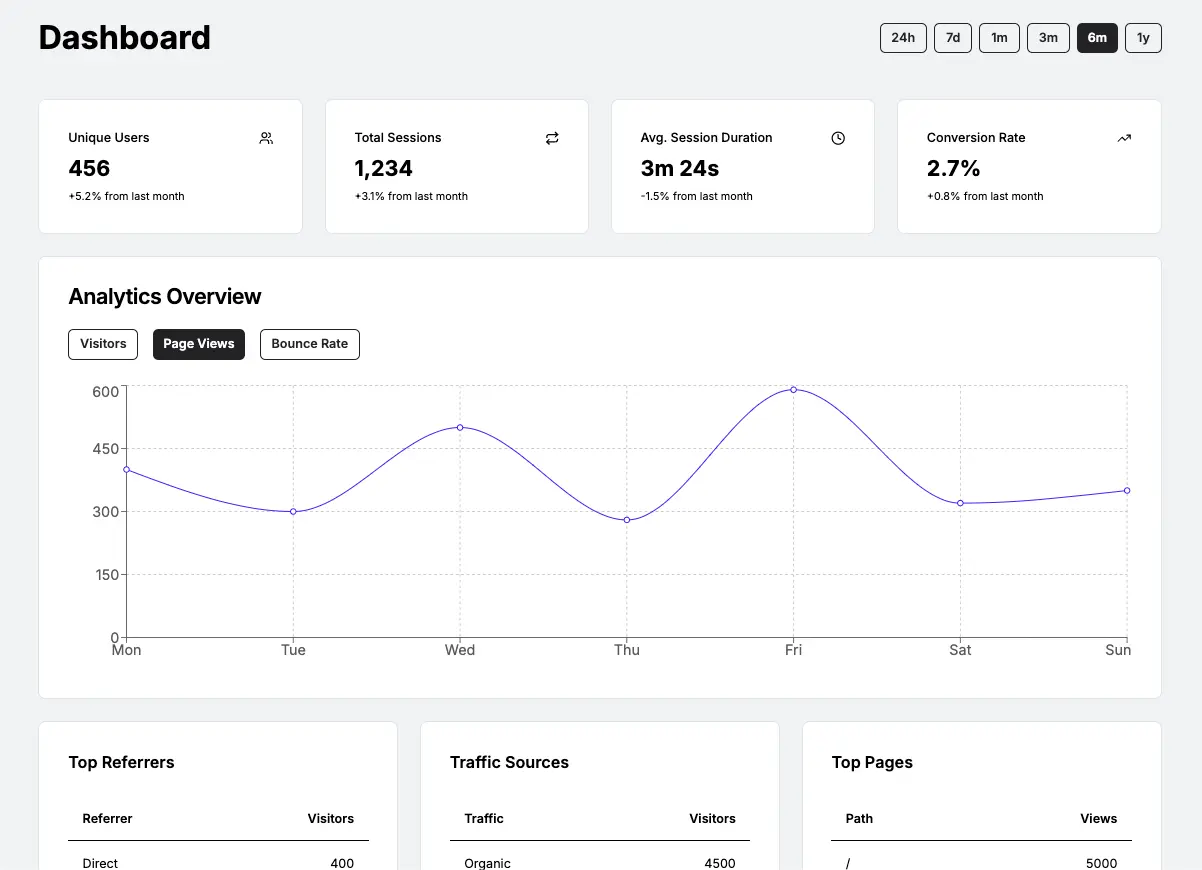 Dashboard
24h 7d 1m 3m 6m 1y
Unique Users
456
+5.2% from last month
Total Sessions
1,234
+3.1% from last month
Avg. Session Duration
3m 24s
-1.5% from last month
Conversion Rate
2.7%
+0.8% from last month
Analytics Overview
Visitors Page Views Bounce Rate
600
450
300
150
0
Mon Tue Wed Thu Fri Sat Sun
Top Referrers
Referrer Visitors
Direct 400
Traffic Sources
Traffic Visitors
Organic 4500
Top Pages
Path Views
/ 5000